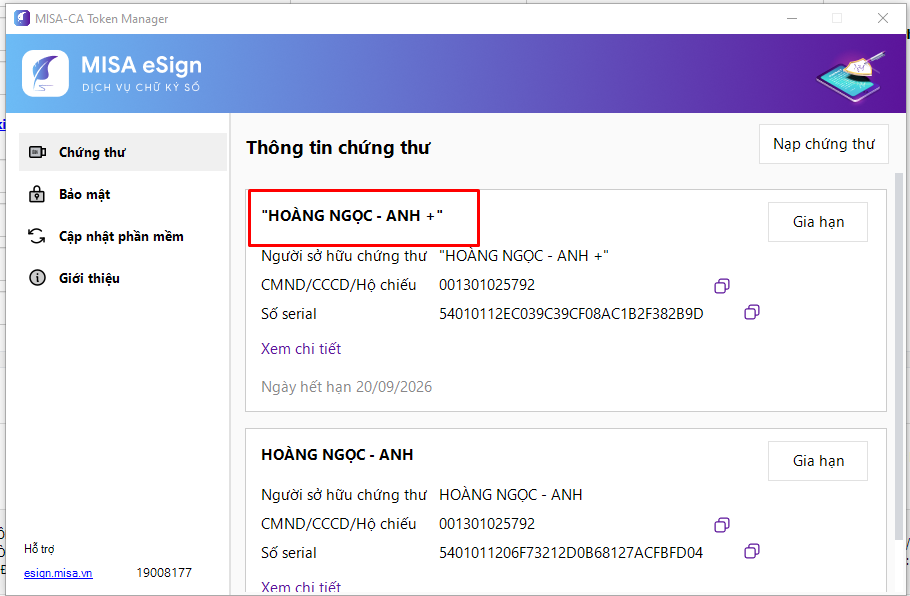 MISA-CA Token Manager
MISA eSign
DỊCH VỤ CHỮ KÝ SỐ
Chứng thư
Bảo mật
Cập nhật phần mềm
Giới thiệu
Hỗ trợ
esign.misa.vn 19008177
Thông tin chứng thư
Nạp chứng thư
"HOÀNG NGỌC - ANH +"
Gia hạn
Người sở hữu chứng thư "HOÀNG NGỌC - ANH +"
CMND/CCCD/Hộ chiếu 001301025792
Số serial 54010112EC039C39CF08AC1B2F382B9D
Xem chi tiết
Ngày hết hạn 20/09/2026
HOÀNG NGỌC - ANH
Gia hạn
Người sở hữu chứng thư HOÀNG NGỌC - ANH
CMND/CCCD/Hộ chiếu 001301025792
Số serial 5401011206F73212D0B68127ACFBFD04
Xem chi tiết